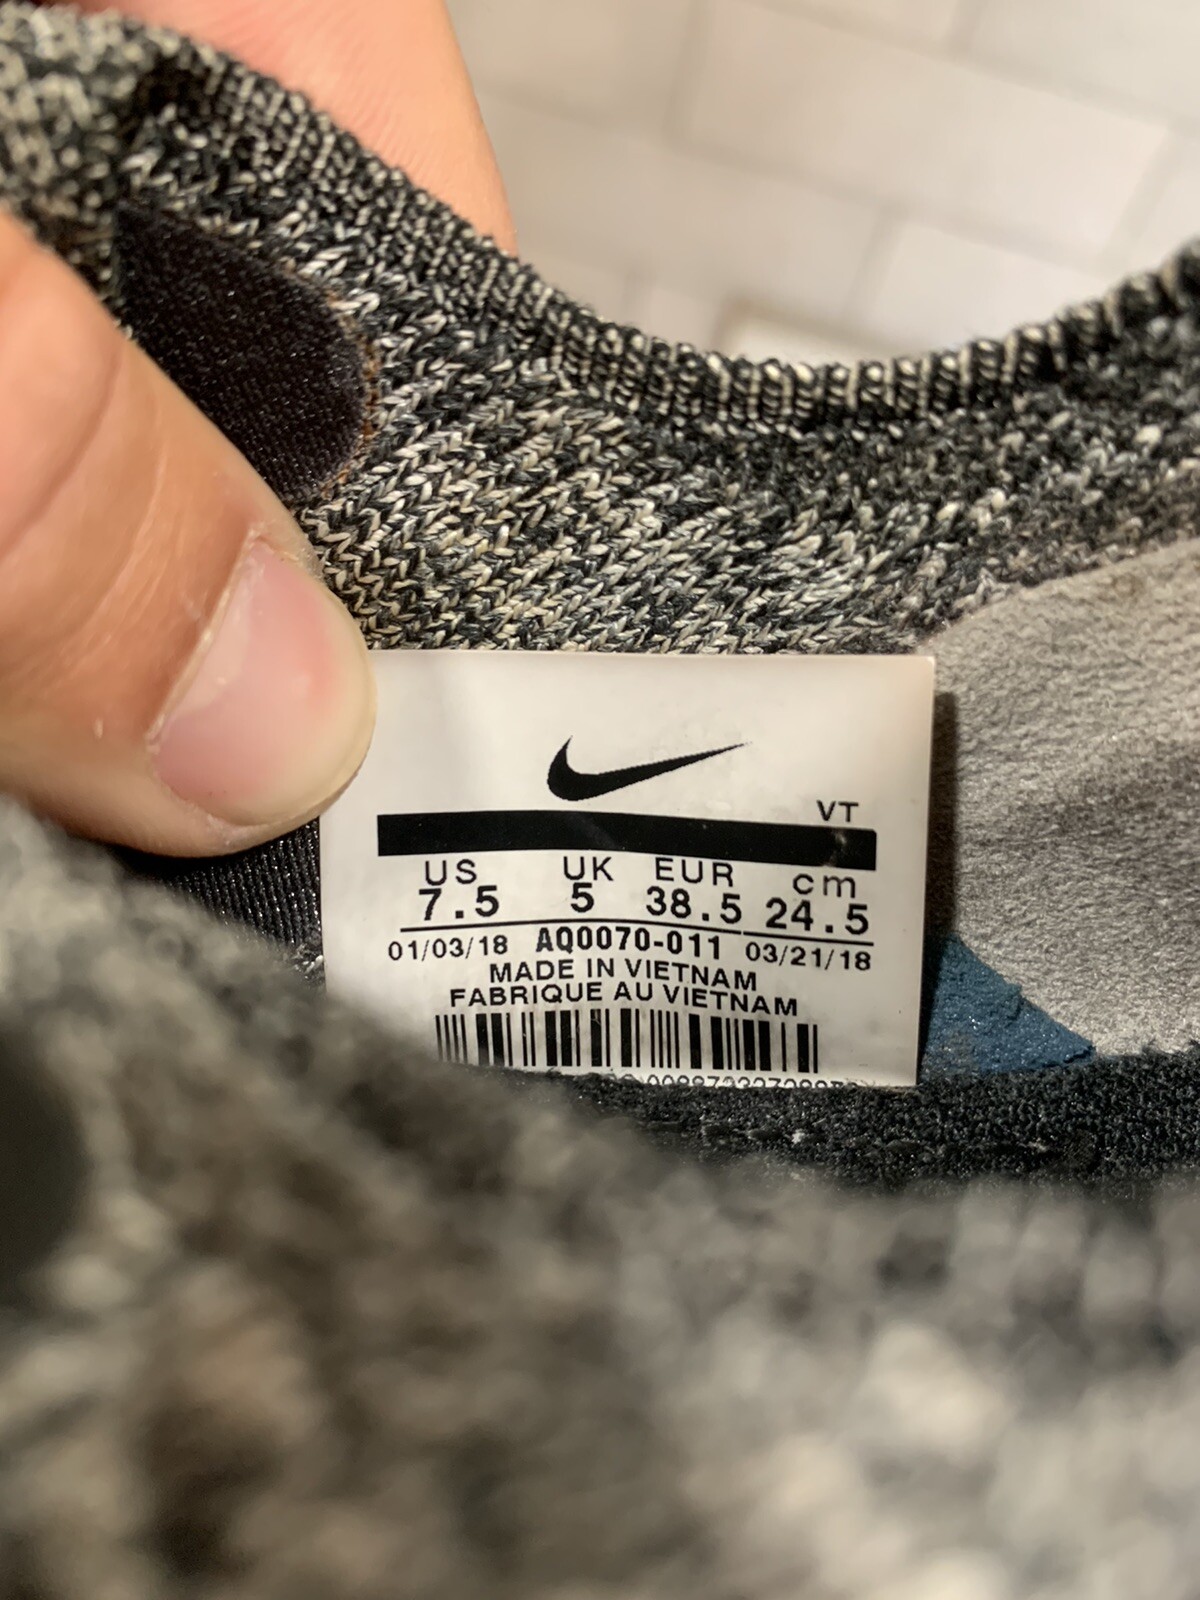 VT
US UK EUR cm
7.5 5 38.5 24.5
01/03/18 AQ0070-011 03/21/18
MADE IN VIETNAM
FABRIQUE AU VIETNAM